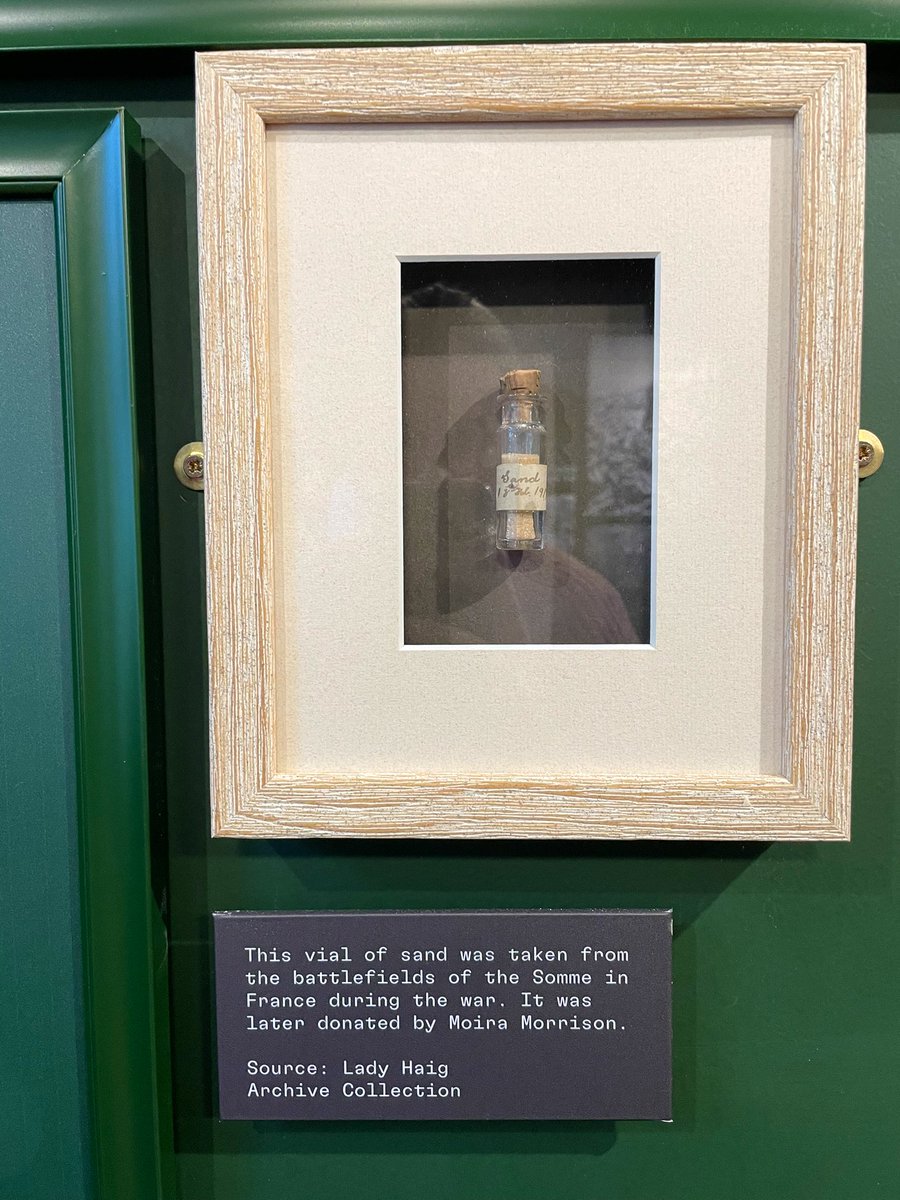 Sand
18
This vial of sand was taken from
the battlefields of the Somme in
France during the war. It was
later donated by Moira Morrison.
Source: Lady Haig
Archive Collection